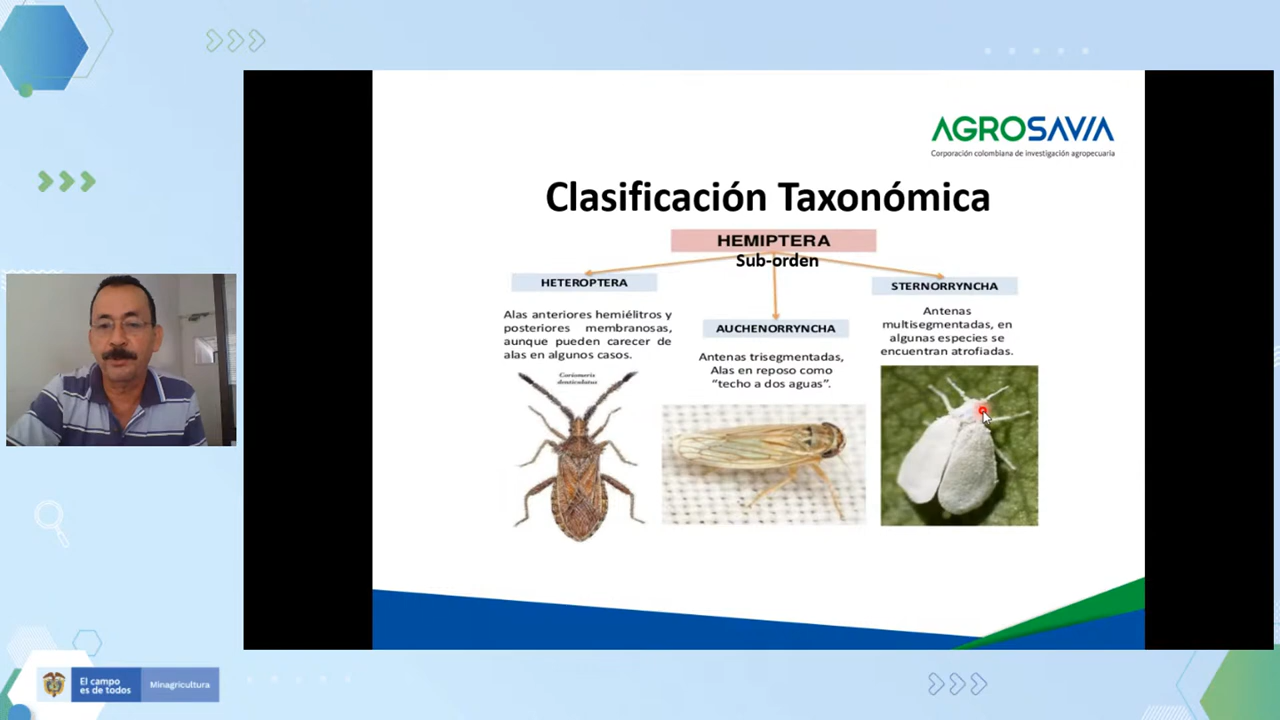 AGROSAVIA
Corporación colombiana de investigación agropecuaria
Clasificación Taxonómica
HEMIPTERA
Sub-orden
HETEROPTERA
Alas anteriores hemiélitros y
posteriores membranosas,
aunque pueden carecer de
alas en algunos casos.
Coriomeris
denticulatus
AUCHENORRYNCHA
Antenas trisegmentadas,
Alas en reposo como
“techo a dos aguas”.
STERNORRYNCHA
Antenas
multisegmentadas, en
algunas especies se
encuentran atrofiadas.
El campo
es de todos
Minagricultura